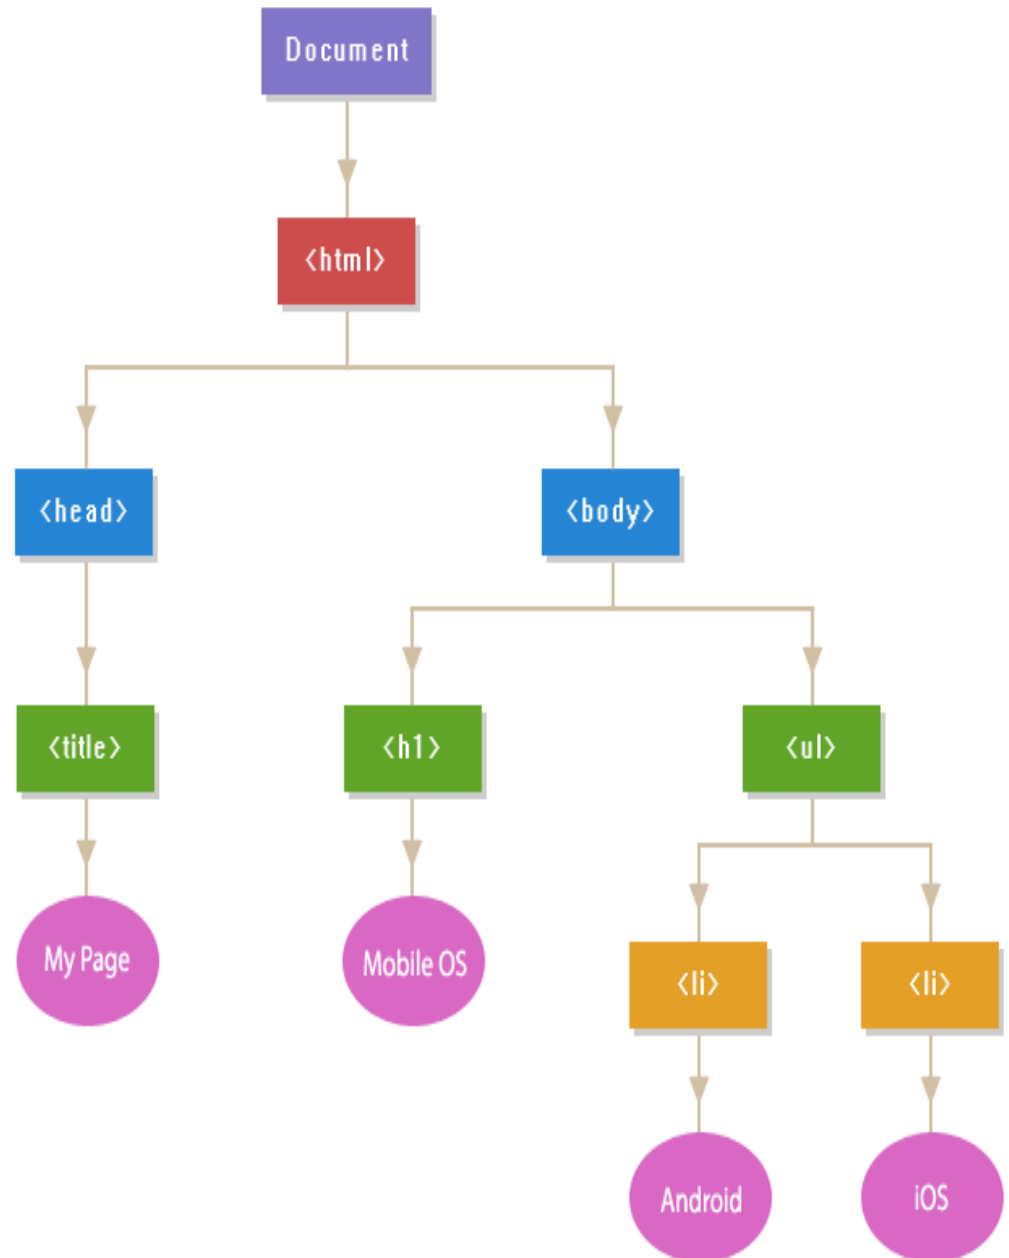 Document
<html>
<head>
<body>
<title>
<h1>
<ul>
My Page
Mobile OS
<li>
<li>
Android
iOS